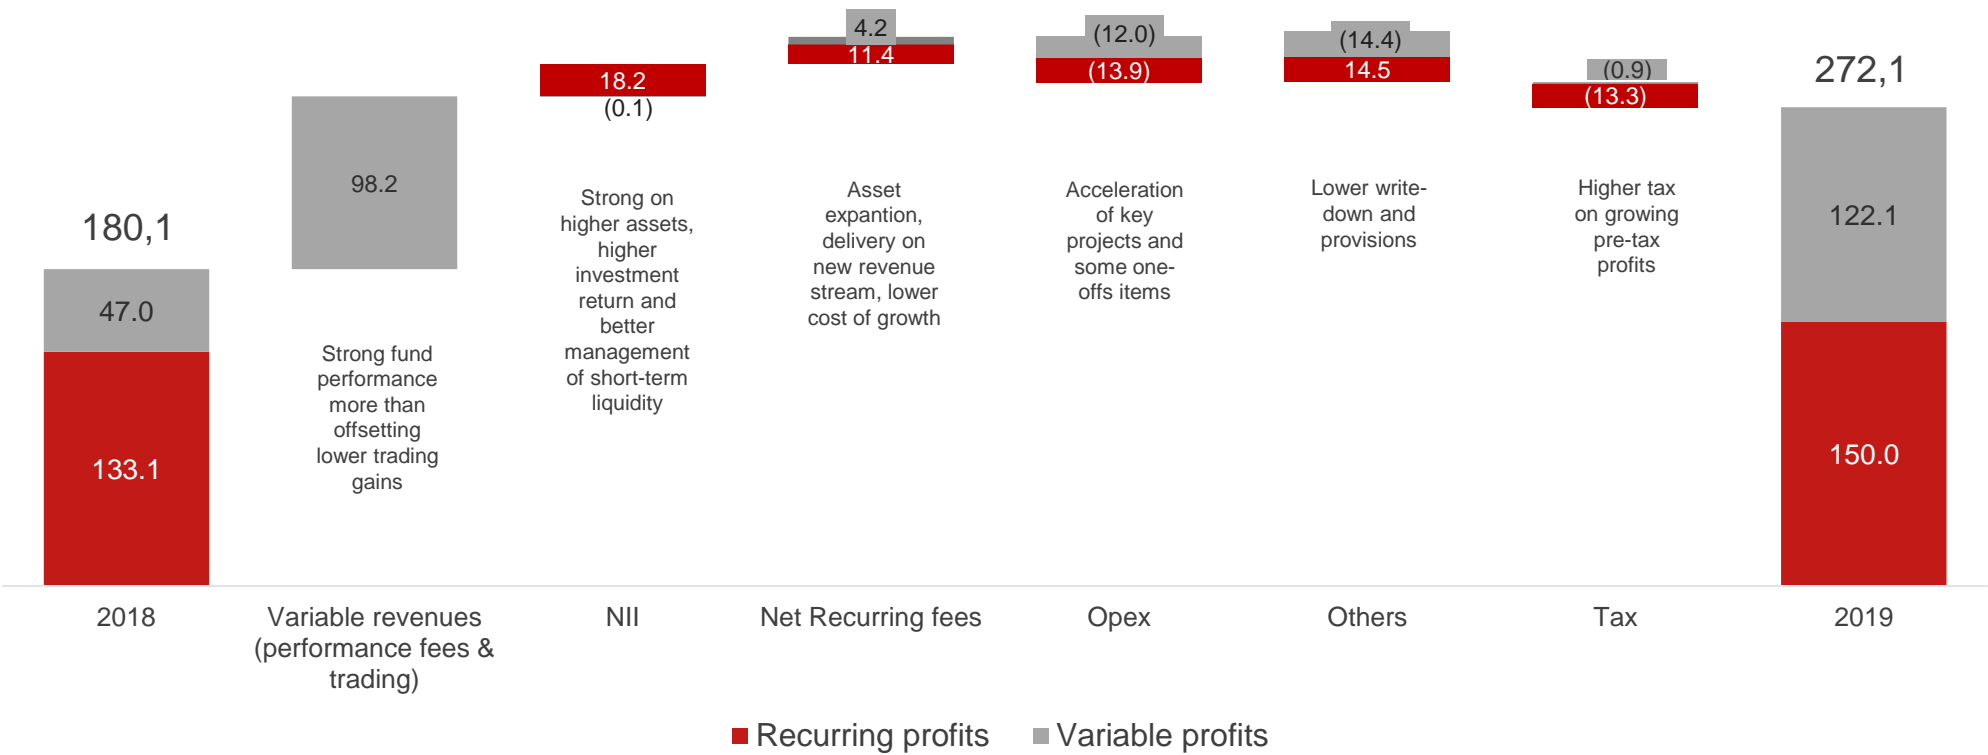 180,1
47.0
133.1
98.2
Strong fund
performance
more than
offsetting
lower trading
gains
18.2
(0.1)
Strong on
higher assets,
higher
investment
return and
better
management
of short-term
liquidity
4.2
11.4
Asset
expantion,
delivery on
new revenue
stream, lower
cost of growth
(12.0)
(13.9)
Acceleration
of key
projects and
some one-
offs items
(14.4)
14.5
Lower write-
down and
provisions
(0.9)
(13.3)
Higher tax
on growing
pre-tax
profits
272,1
122.1
150.0
2018
Variable revenues
(performance fees &
trading)
NII
Net Recurring fees
Opex
Others
Tax
2019
Recurring profits
Variable profits